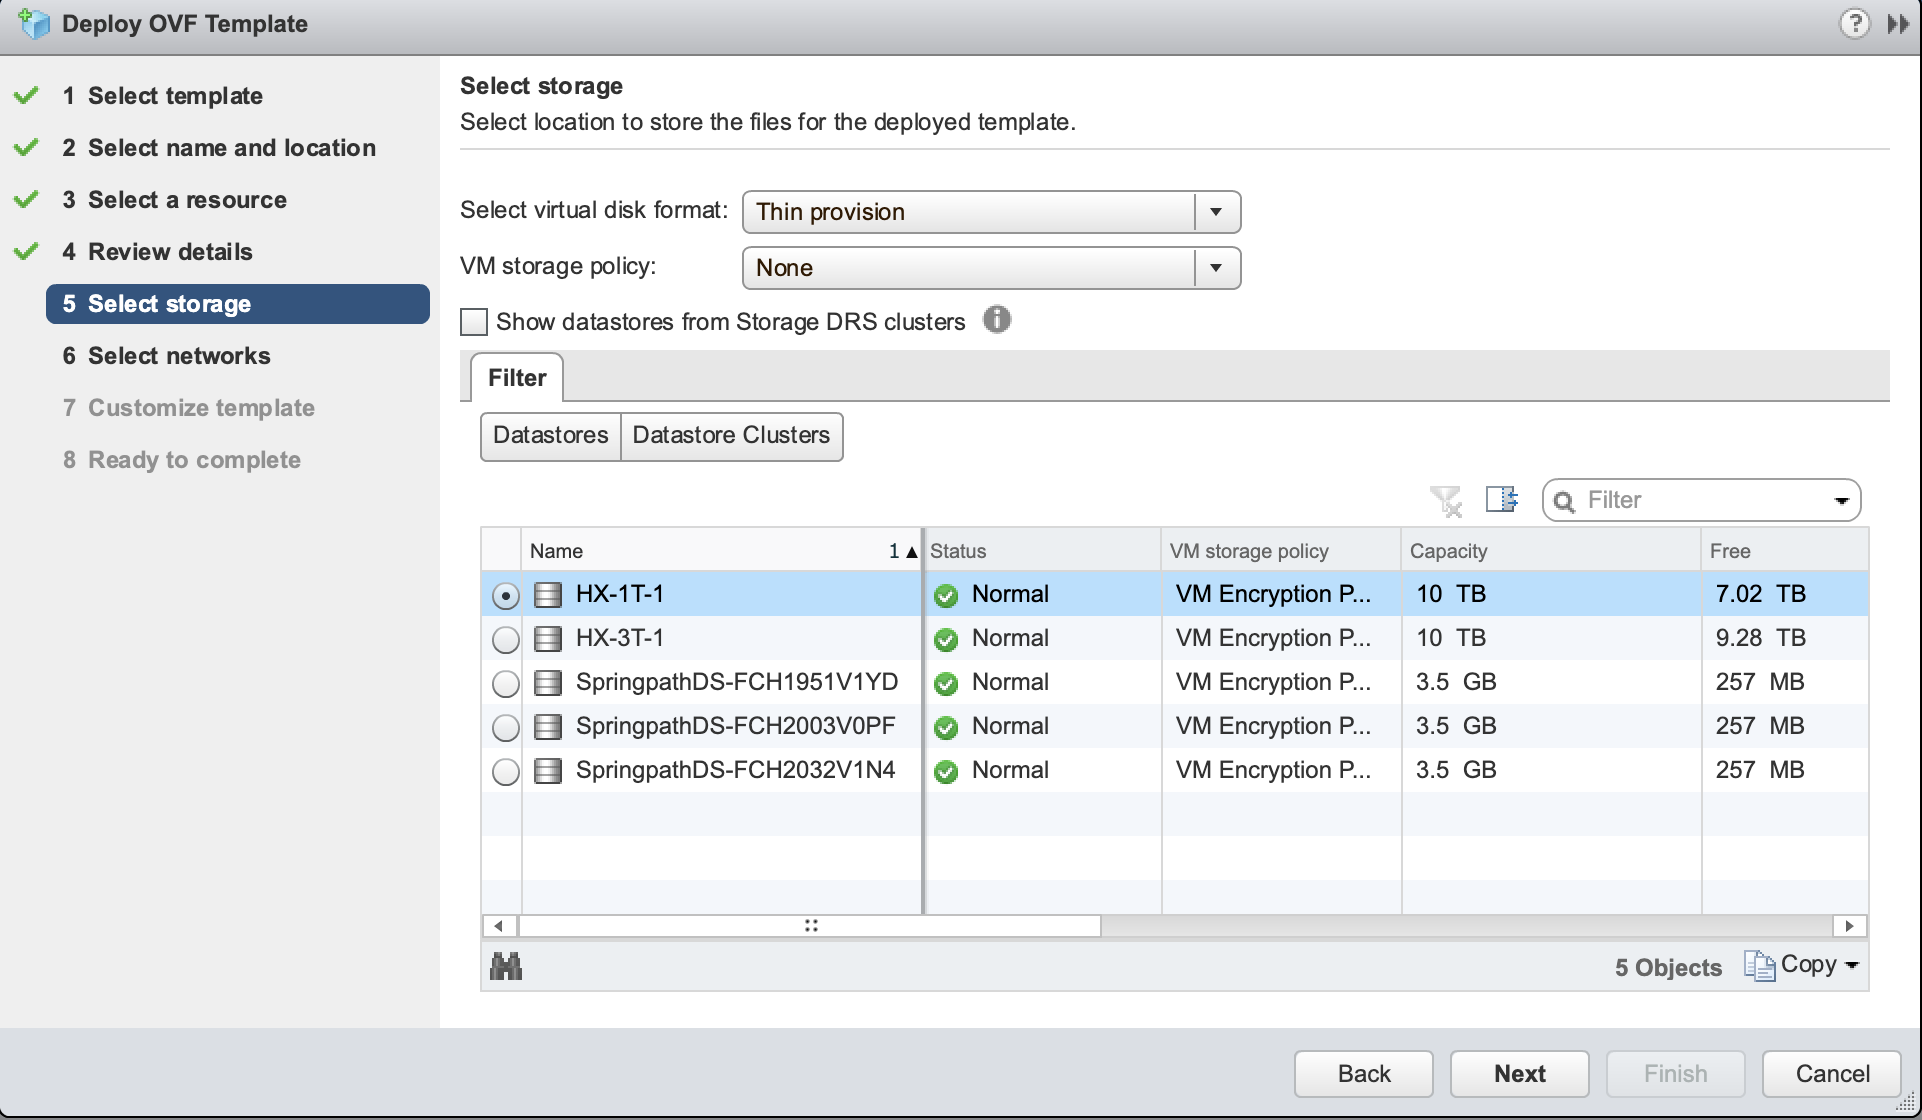 Deploy OVF Template
?
1 Select template
2 Select name and location
3 Select a resource
4 Review details
5 Select storage
6 Select networks
7 Customize template
8 Ready to complete
Select storage
Select location to store the files for the deployed template.
Select virtual disk format: Thin provision
VM storage policy: None
Show datastores from Storage DRS clusters
Filter
Datastores Datastore Clusters
Filter
Name 1 ▲ Status VM storage policy Capacity Free
HX-1T-1 Normal VM Encryption P... 10 TB 7.02 TB
HX-3T-1 Normal VM Encryption P... 10 TB 9.28 TB
SpringpathDS-FCH1951V1YD Normal VM Encryption P... 3.5 GB 257 MB
SpringpathDS-FCH2003V0PF Normal VM Encryption P... 3.5 GB 257 MB
SpringpathDS-FCH2032V1N4 Normal VM Encryption P... 3.5 GB 257 MB
5 Objects Copy
Back Next Finish Cancel